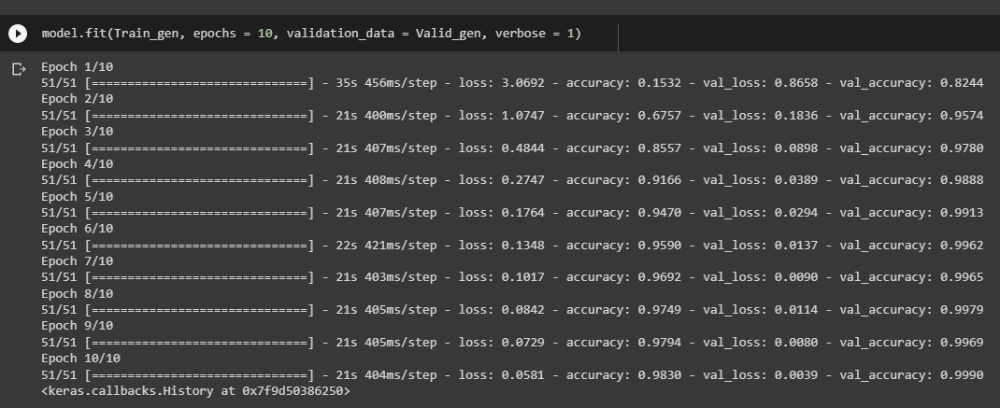 model.fit(Train_gen, epochs = 10, validation_data = Valid_gen, verbose = 1)
Epoch 1/10
51/51 [==============================] - 35s 456ms/step - loss: 3.0692 - accuracy: 0.1532 - val_loss: 0.8658 - val_accuracy: 0.8244
Epoch 2/10
51/51 [==============================] - 21s 400ms/step - loss: 1.0747 - accuracy: 0.6757 - val_loss: 0.1836 - val_accuracy: 0.9574
Epoch 3/10
51/51 [==============================] - 21s 407ms/step - loss: 0.4844 - accuracy: 0.8557 - val_loss: 0.0898 - val_accuracy: 0.9780
Epoch 4/10
51/51 [==============================] - 21s 408ms/step - loss: 0.2747 - accuracy: 0.9166 - val_loss: 0.0389 - val_accuracy: 0.9888
Epoch 5/10
51/51 [==============================] - 21s 407ms/step - loss: 0.1764 - accuracy: 0.9470 - val_loss: 0.0294 - val_accuracy: 0.9913
Epoch 6/10
51/51 [==============================] - 22s 421ms/step - loss: 0.1348 - accuracy: 0.9590 - val_loss: 0.0137 - val_accuracy: 0.9962
Epoch 7/10
51/51 [==============================] - 21s 403ms/step - loss: 0.1017 - accuracy: 0.9692 - val_loss: 0.0090 - val_accuracy: 0.9965
Epoch 8/10
51/51 [==============================] - 21s 405ms/step - loss: 0.0842 - accuracy: 0.9749 - val_loss: 0.0114 - val_accuracy: 0.9979
Epoch 9/10
51/51 [==============================] - 21s 405ms/step - loss: 0.0729 - accuracy: 0.9794 - val_loss: 0.0080 - val_accuracy: 0.9969
Epoch 10/10
51/51 [==============================] - 21s 404ms/step - loss: 0.0581 - accuracy: 0.9830 - val_loss: 0.0039 - val_accuracy: 0.9990
<keras.callbacks.History at 0x7f9d50386250>